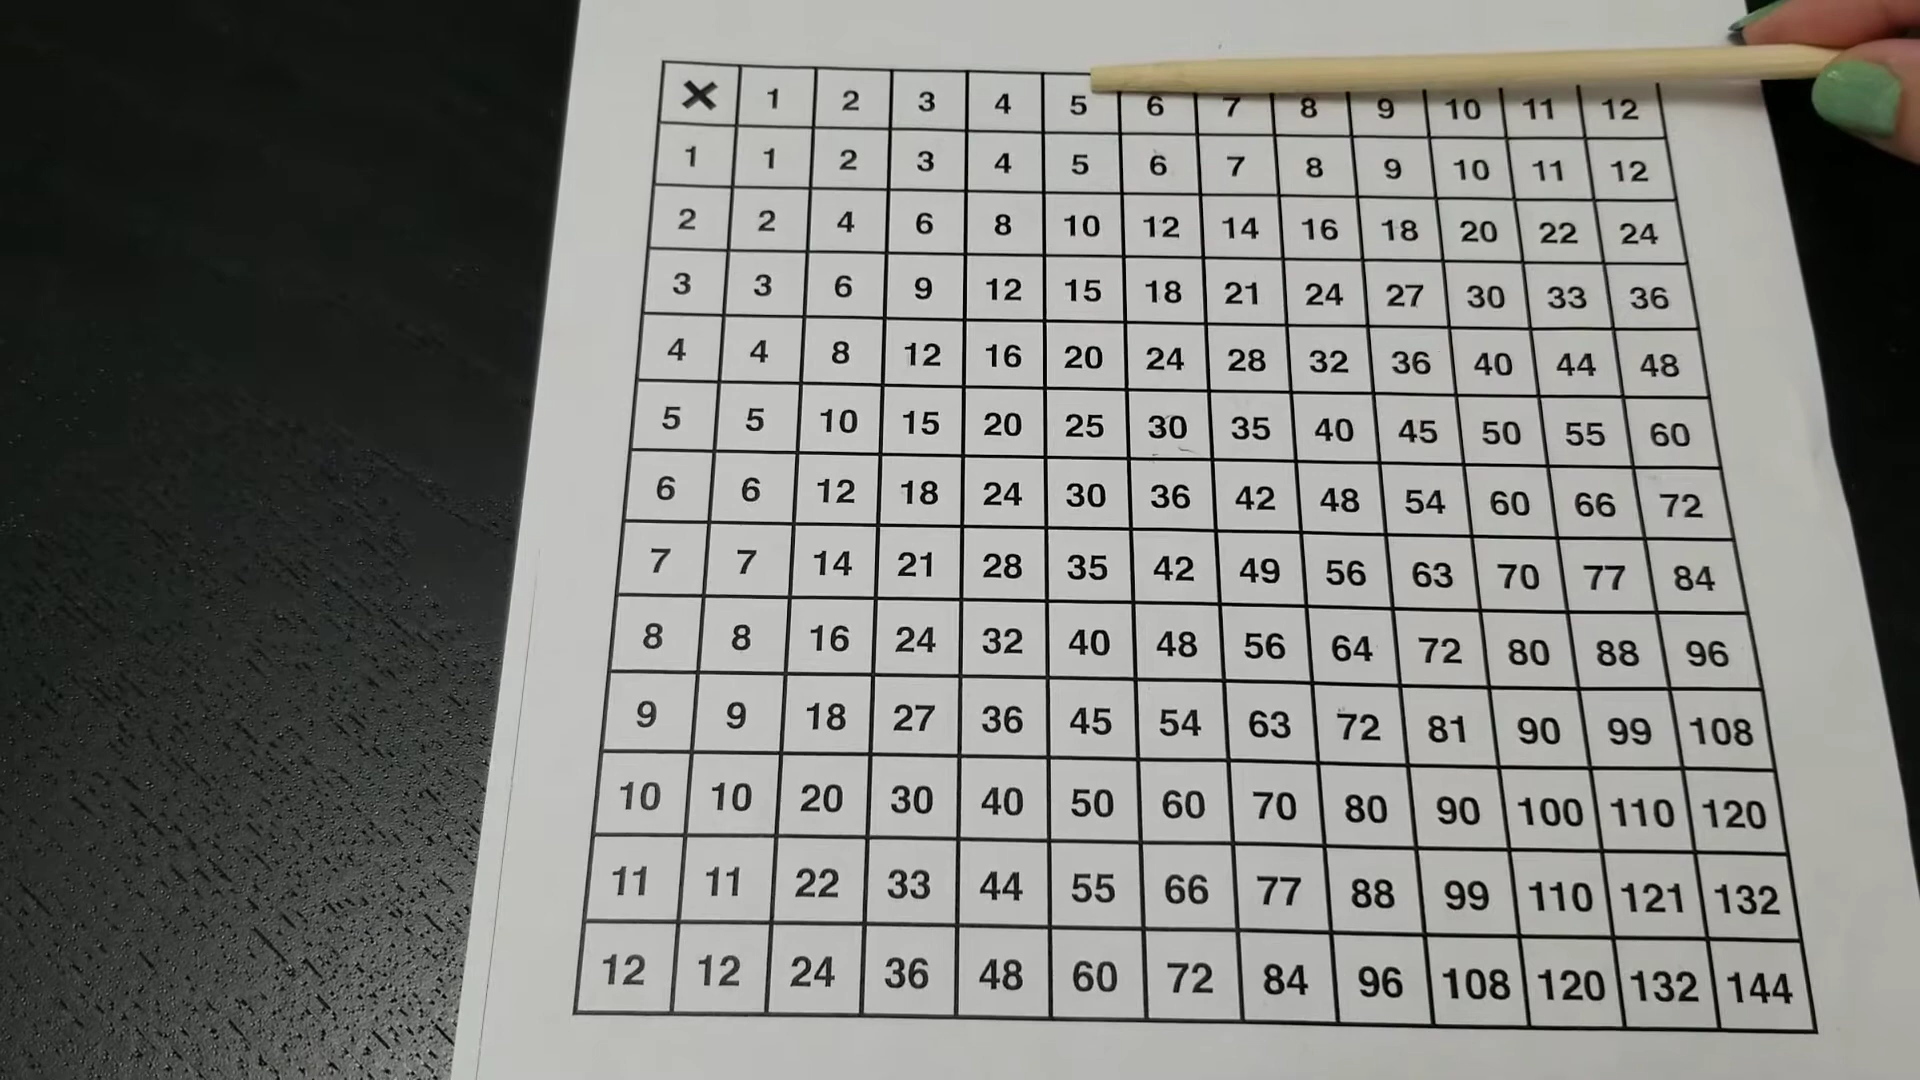 × 1 2 3 4 5 6 7 8 9 10 11 12
1 1 2 3 4 5 6 7 8 9 10 11 12
2 2 4 6 8 10 12 14 16 18 20 22 24
3 3 6 9 12 15 18 21 24 27 30 33 36
4 4 8 12 16 20 24 28 32 36 40 44 48
5 5 10 15 20 25 30 35 40 45 50 55 60
6 6 12 18 24 30 36 42 48 54 60 66 72
7 7 14 21 28 35 42 49 56 63 70 77 84
8 8 16 24 32 40 48 56 64 72 80 88 96
9 9 18 27 36 45 54 63 72 81 90 99 108
10 10 20 30 40 50 60 70 80 90 100 110 120
11 11 22 33 44 55 66 77 88 99 110 121 132
12 12 24 36 48 60 72 84 96 108 120 132 144